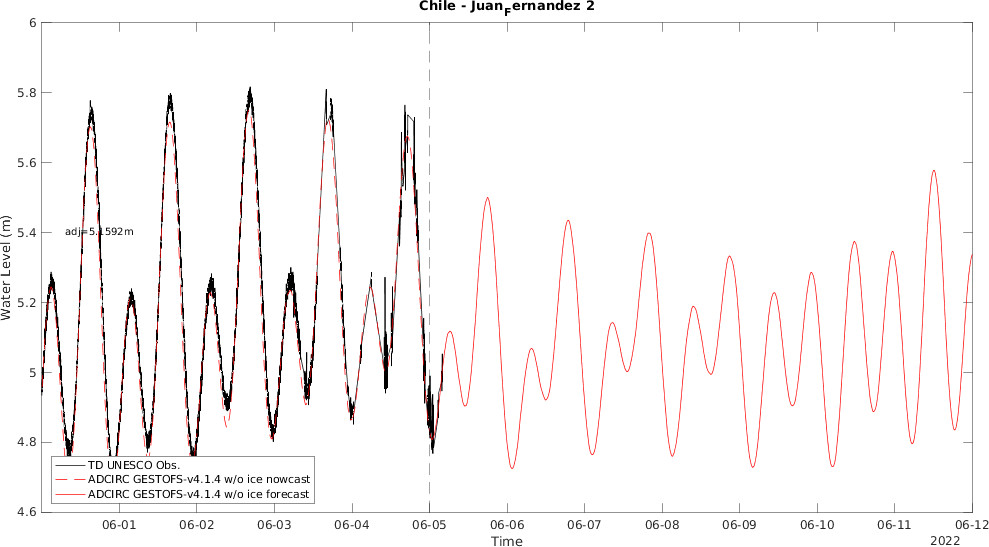 Chile - Juan_Fernandez 2
6
5.8
5.6
5.4
5.2
5
4.8
4.6
Water Level (m)
adj=5.1592m
TD UNESCO Obs.
ADCIRC GESTOFS-v4.1.4 w/o ice nowcast
ADCIRC GESTOFS-v4.1.4 w/o ice forecast
06-01 06-02 06-03 06-04 06-05 06-06 06-07 06-08 06-09 06-10 06-11 06-12
Time
2022